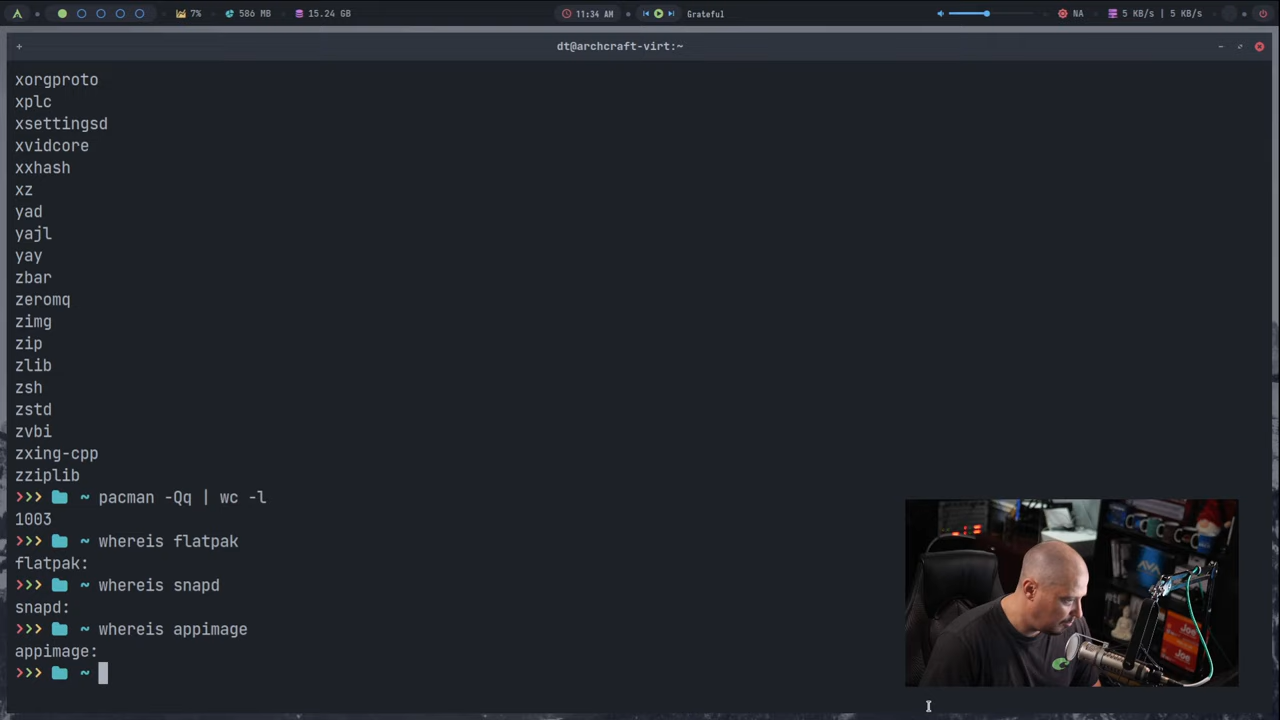 7%
586 MB
15.24 GB
11:34 AM
Grateful
NA
5 KB/s | 5 KB/s
+
dt@archcraft-virt:~
xorgproto
xplc
xsettingsd
xvidcore
xxhash
xz
yad
yajl
yay
zbar
zeromq
zimg
zip
zlib
zsh
zstd
zvbi
zxing-cpp
zziplib
>>> ~ pacman -Qq | wc -l
1003
>>> ~ whereis flatpak
flatpak:
>>> ~ whereis snapd
snapd:
>>> ~ whereis appimage
appimage:
>>> ~
AVA
JOE